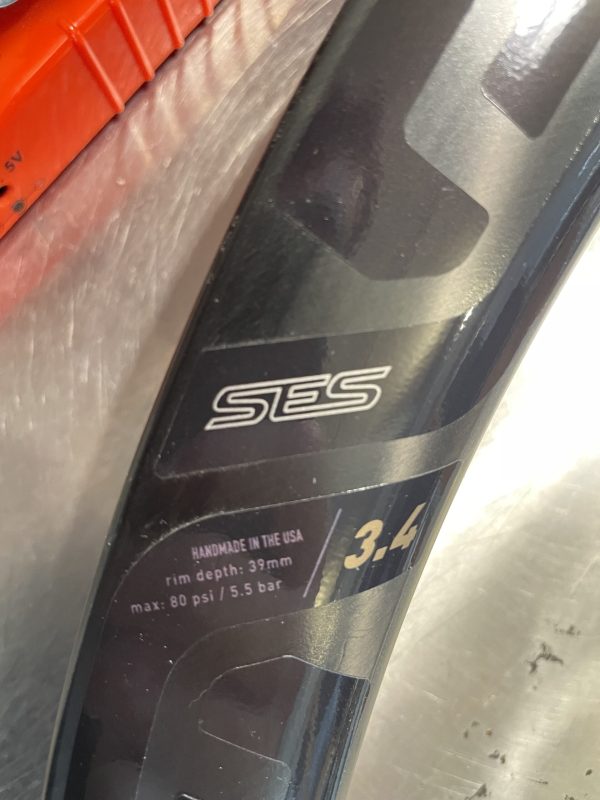 5V
SES
HANDMADE IN THE USA
rim depth: 39mm
max: 80 psi / 5.5 bar
3.4